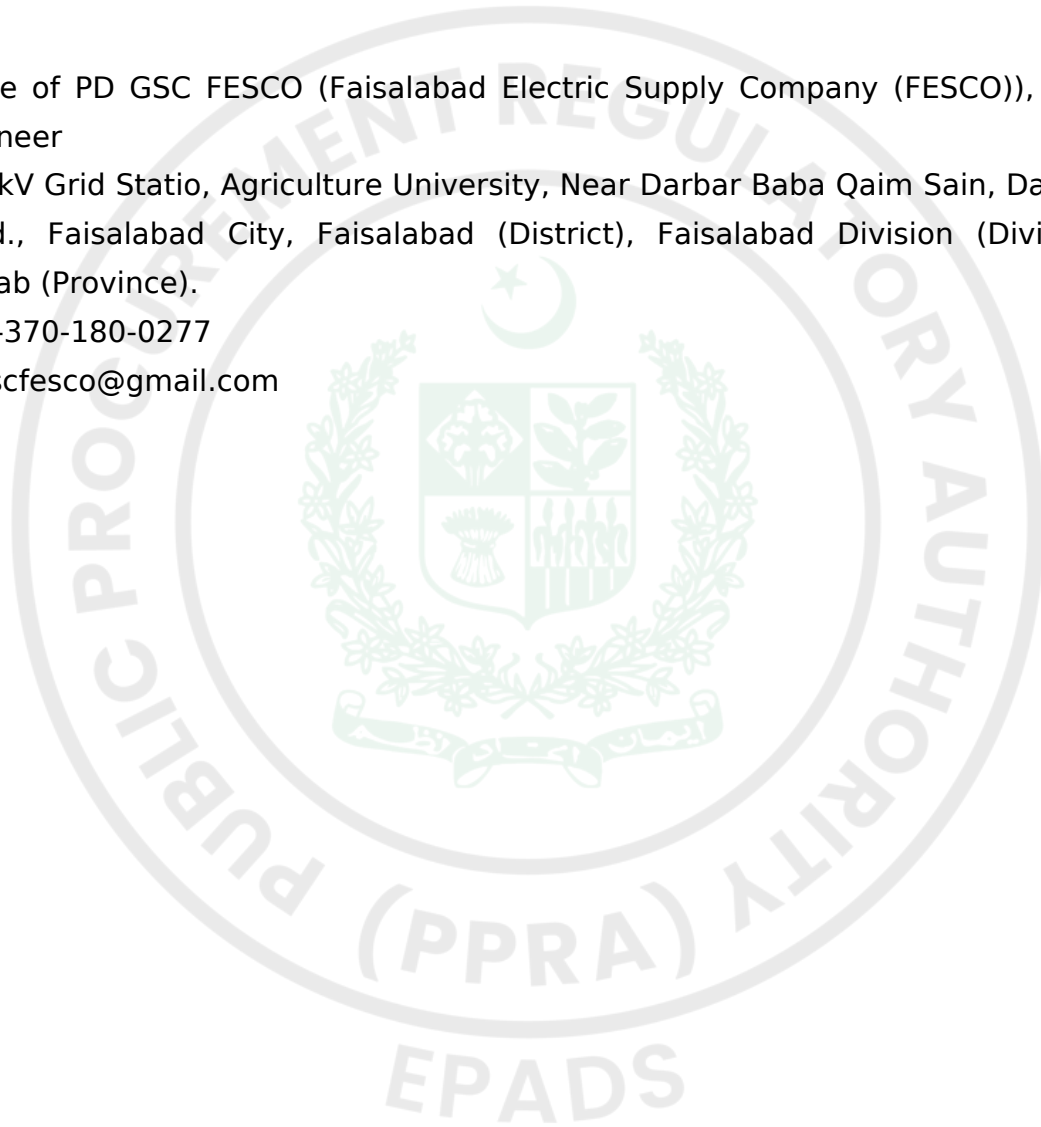 e of PD GSC FESCO (Faisalabad Electric Supply Company (FESCO)),
neer
kV Grid Statio, Agriculture University, Near Darbar Baba Qaim Sain, Da
d., Faisalabad City, Faisalabad (District), Faisalabad Division (Divi
ab (Province).
-370-180-0277
scfesco@gmail.com
PUBLIC PROCUREMENT REGULATORY AUTHORITY
(PPRA)
EPADS